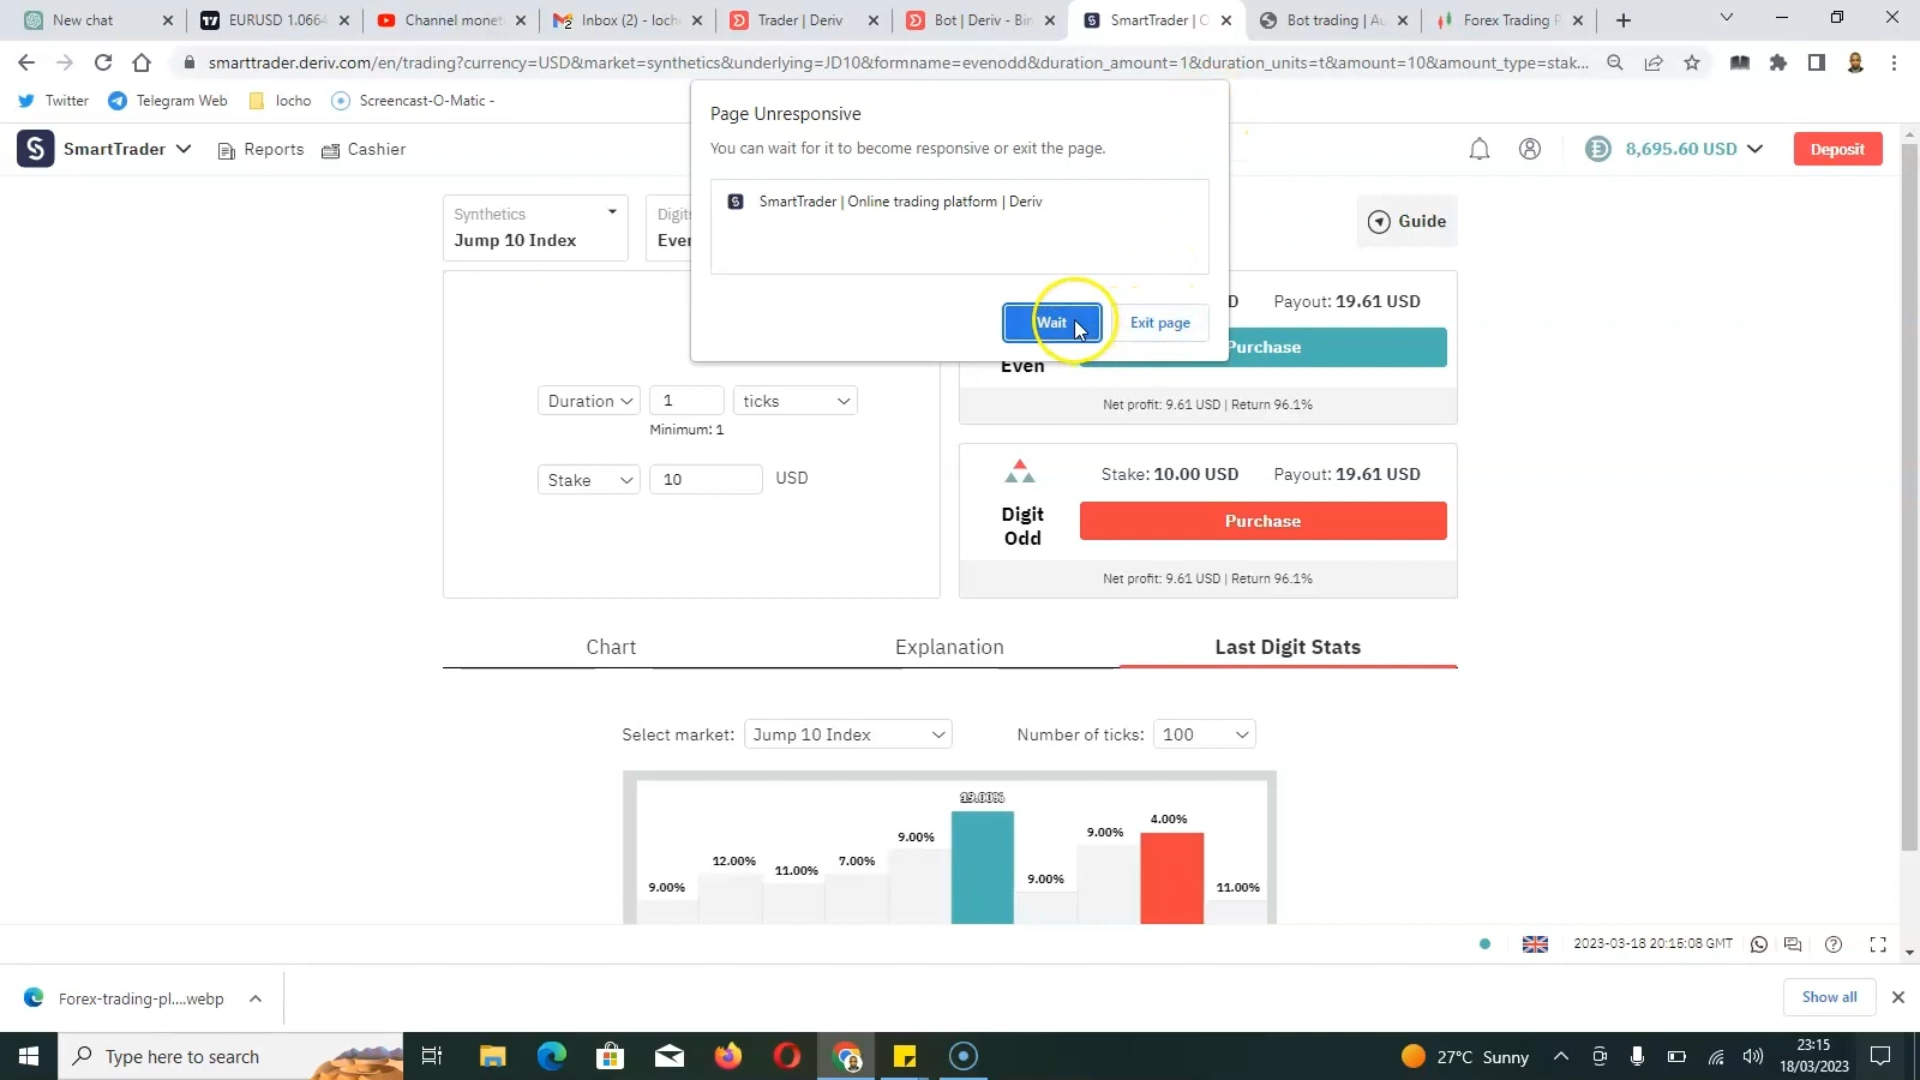 New chat
EURUSD 1.0664
Channel monet
Inbox (2) - loch
Trader | Deriv
Bot | Deriv - Bin
SmartTrader | O
Bot trading | Au
Forex Trading P
smarttrader.deriv.com/en/trading?currency=USD&market=synthetics&underlying=JD10&formname=evenodd&duration_amount=1&duration_units=t&amount=10&amount_type=stak...
Twitter
Telegram Web
locho
Screencast-O-Matic -
Page Unresponsive
You can wait for it to become responsive or exit the page.
SmartTrader | Online trading platform | Deriv
Wait
Exit page
S SmartTrader
Reports
Cashier
8,695.60 USD
Deposit
Synthetics
Jump 10 Index
Digits
Even
Guide
D Payout: 19.61 USD
Even
Purchase
Net profit: 9.61 USD | Return 96.1%
Duration
1
ticks
Minimum: 1
Stake
10
USD
Stake: 10.00 USD Payout: 19.61 USD
Digit
Odd
Purchase
Net profit: 9.61 USD | Return 96.1%
Chart
Explanation
Last Digit Stats
Select market:
Jump 10 Index
Number of ticks:
100
9.00%
12.00%
11.00%
7.00%
9.00%
19.00%
9.00%
9.00%
4.00%
11.00%
2023-03-18 20:15:08 GMT
Forex-trading-pl....webp
Show all
Type here to search
27°C Sunny
23:15
18/03/2023